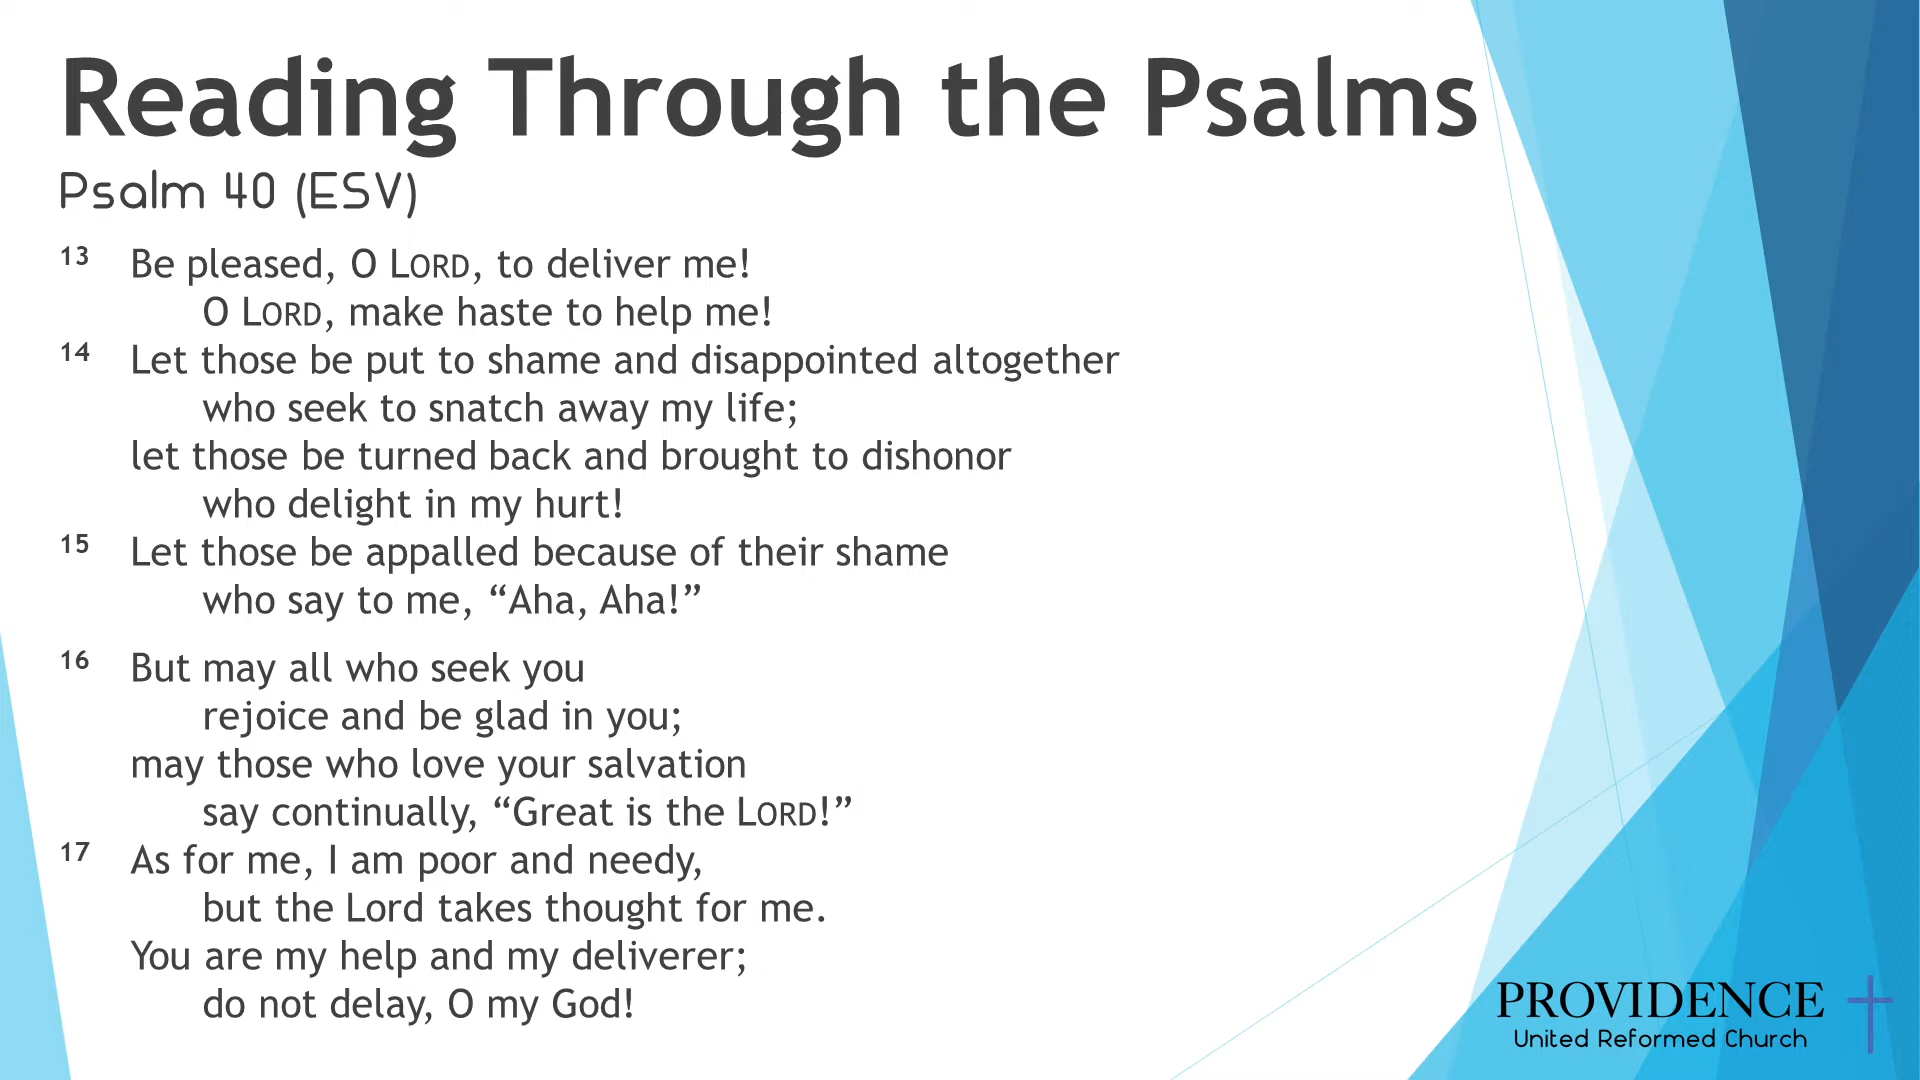 Reading Through the Psalms
Psalm 40 (ESV)
13 Be pleased, O LORD, to deliver me!
O LORD, make haste to help me!
14 Let those be put to shame and disappointed altogether
who seek to snatch away my life;
let those be turned back and brought to dishonor
who delight in my hurt!
15 Let those be appalled because of their shame
who say to me, “Aha, Aha!”
16 But may all who seek you
rejoice and be glad in you;
may those who love your salvation
say continually, “Great is the LORD!”
17 As for me, I am poor and needy,
but the Lord takes thought for me.
You are my help and my deliverer;
do not delay, O my God!
PROVIDENCE
United Reformed Church